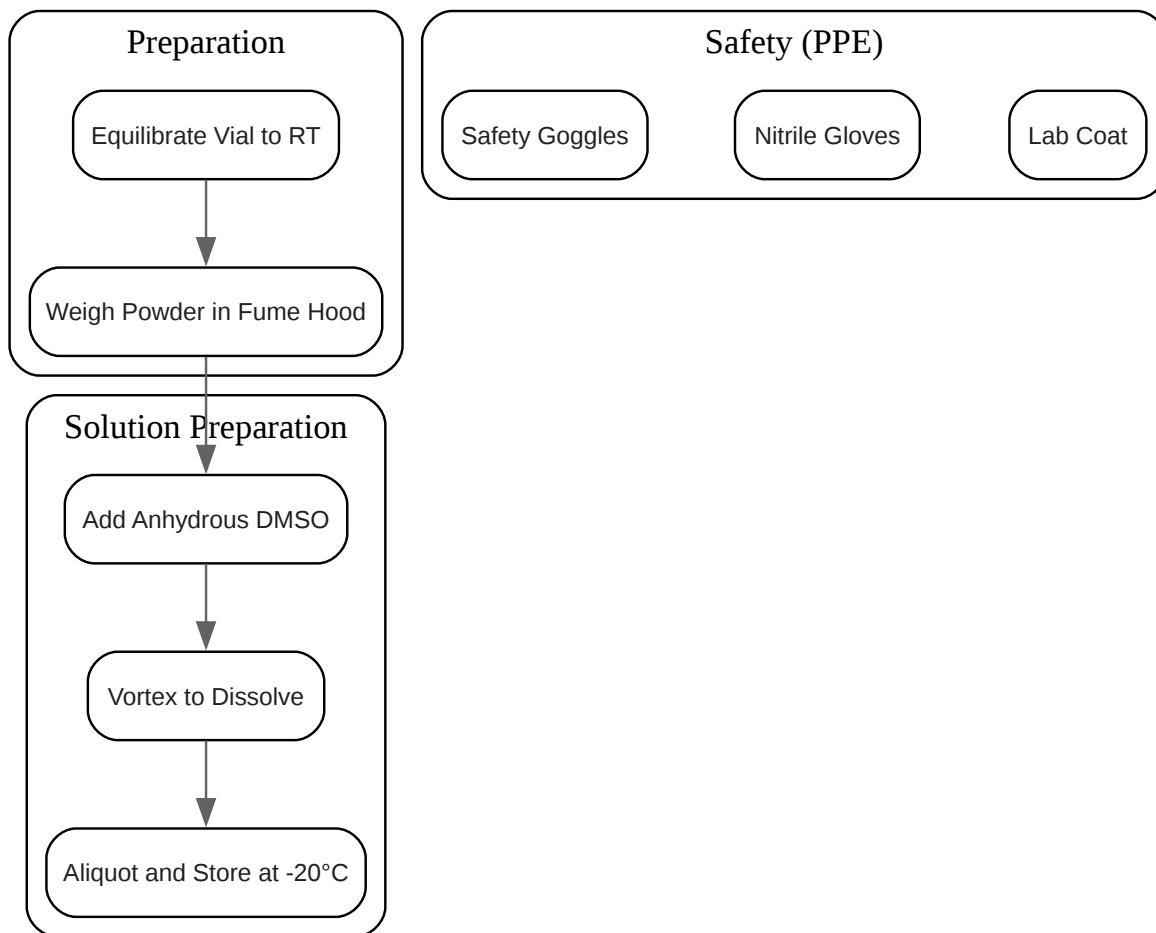 Preparation
Equilibrate Vial to RT
Weigh Powder in Fume Hood
Safety (PPE)
Safety Goggles
Nitrile Gloves
Lab Coat
Solution Preparation
Add Anhydrous DMSO
Vortex to Dissolve
Aliquot and Store at -20°C